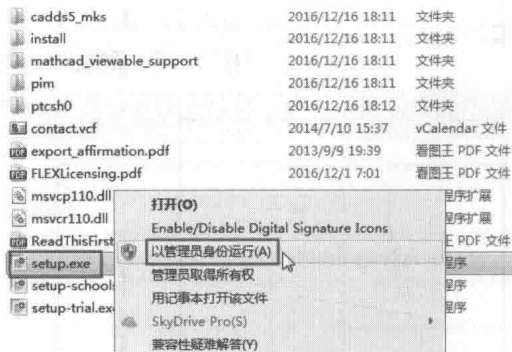 cadds5_mks 2016/12/16 18:11 文件夹
install 2016/12/16 18:11 文件夹
mathcad_viewable_support 2016/12/16 18:11 文件夹
pim 2016/12/16 18:11 文件夹
ptcsh0 2016/12/16 18:12 文件夹
contact.vcf 2014/7/10 15:37 vCalendar 文件
export_affirmation.pdf 2013/9/9 19:39 看图王 PDF 文件
FLEXLicensing.pdf 2016/12/1 7:01 看图王 PDF 文件
msvcp110.dll 程序扩展
打开(O)
msvcr110.dll 程序扩展
Enable/Disable Digital Signature Icons
ReadThisFirst 王 PDF 文件
以管理员身份运行(A)
setup.exe 程序
管理员取得所有权
setup-schools 程序
用记事本打开该文件
setup-trial.exe 程序
SkyDrive Pro(S)
兼容性疑难解答(Y)